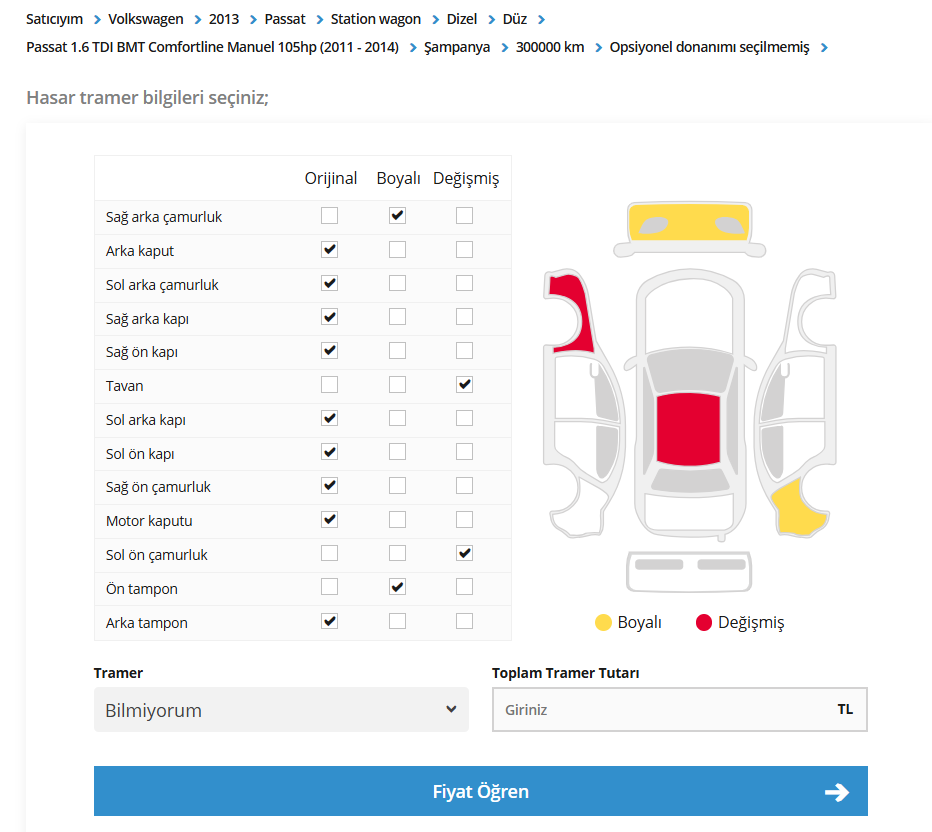 Satıcıyım > Volkswagen > 2013 > Passat > Station wagon > Dizel > Düz >
Passat 1.6 TDI BMT Comfortline Manuel 105hp (2011 - 2014) > Şampanya > 300000 km > Opsiyonel donanımı seçilmemiş >
Hasar tramer bilgileri seçiniz;
Orijinal Boyalı Değişmiş
Sağ arka çamurluk
Arka kaput
Sol arka çamurluk
Sağ arka kapı
Sağ ön kapı
Tavan
Sol arka kapı
Sol ön kapı
Sağ ön çamurluk
Motor kaputu
Sol ön çamurluk
Ön tampon
Arka tampon
Boyalı Değişmiş
Tramer
Bilmiyorum
Toplam Tramer Tutarı
Giriniz TL
Fiyat Öğren